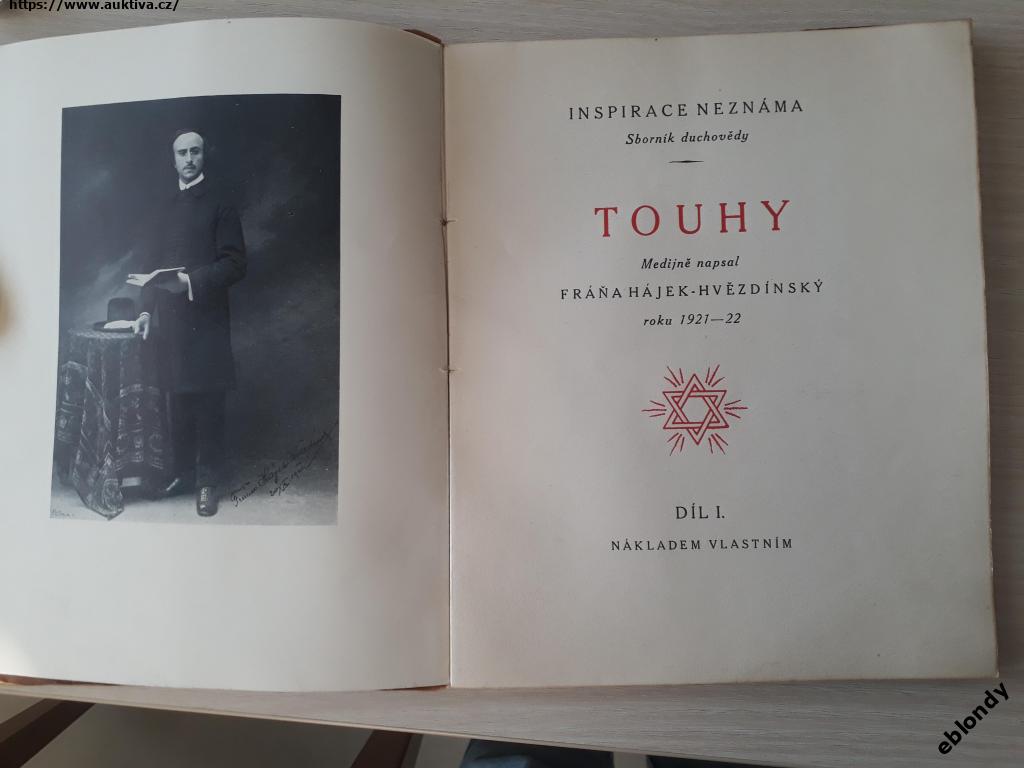 https://www.auktiva.cz/
INSPIRACE NEZNÁMA
Sborník duchovědy
TOUHY
Medijně napsal
FRÁŇA HÁJEK-HVĚZDÍNSKÝ
roku 1921—22
DÍL I.
NÁKLADEM VLASTNÍM
eblondy